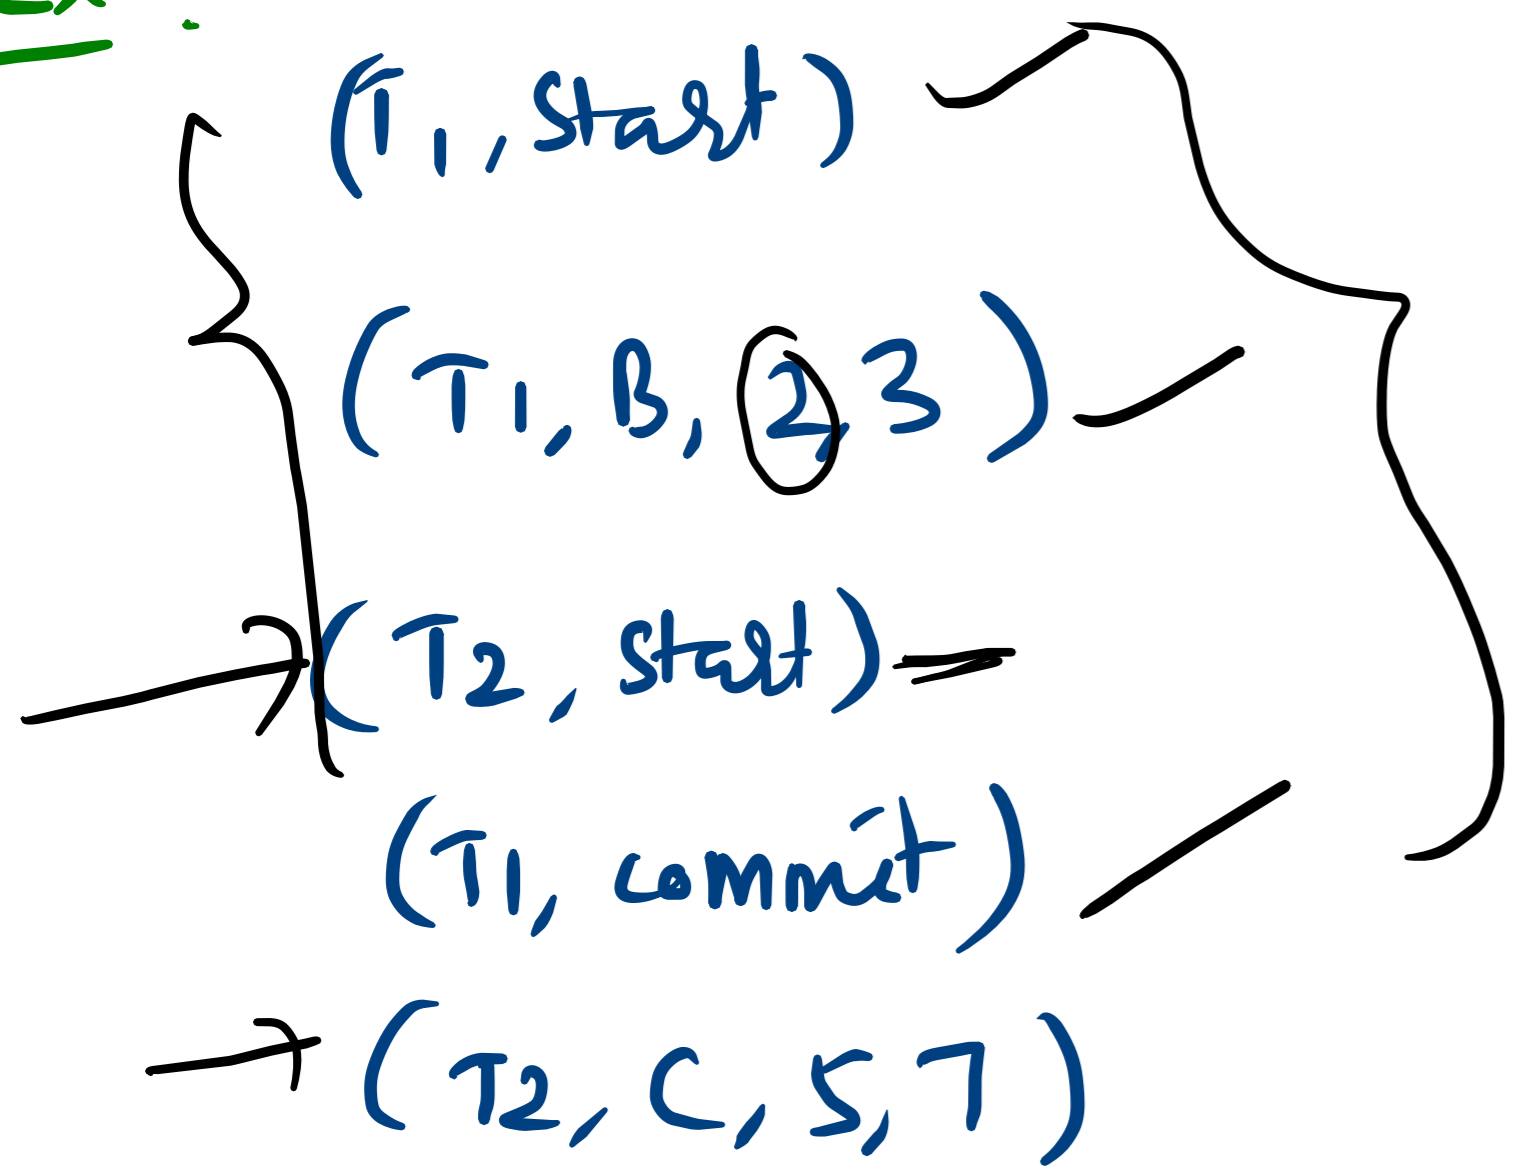 (T1, Start)
(T1, B, 2, 3)
(T2, Start)
(T1, commit)
(T2, C, 5, 7)